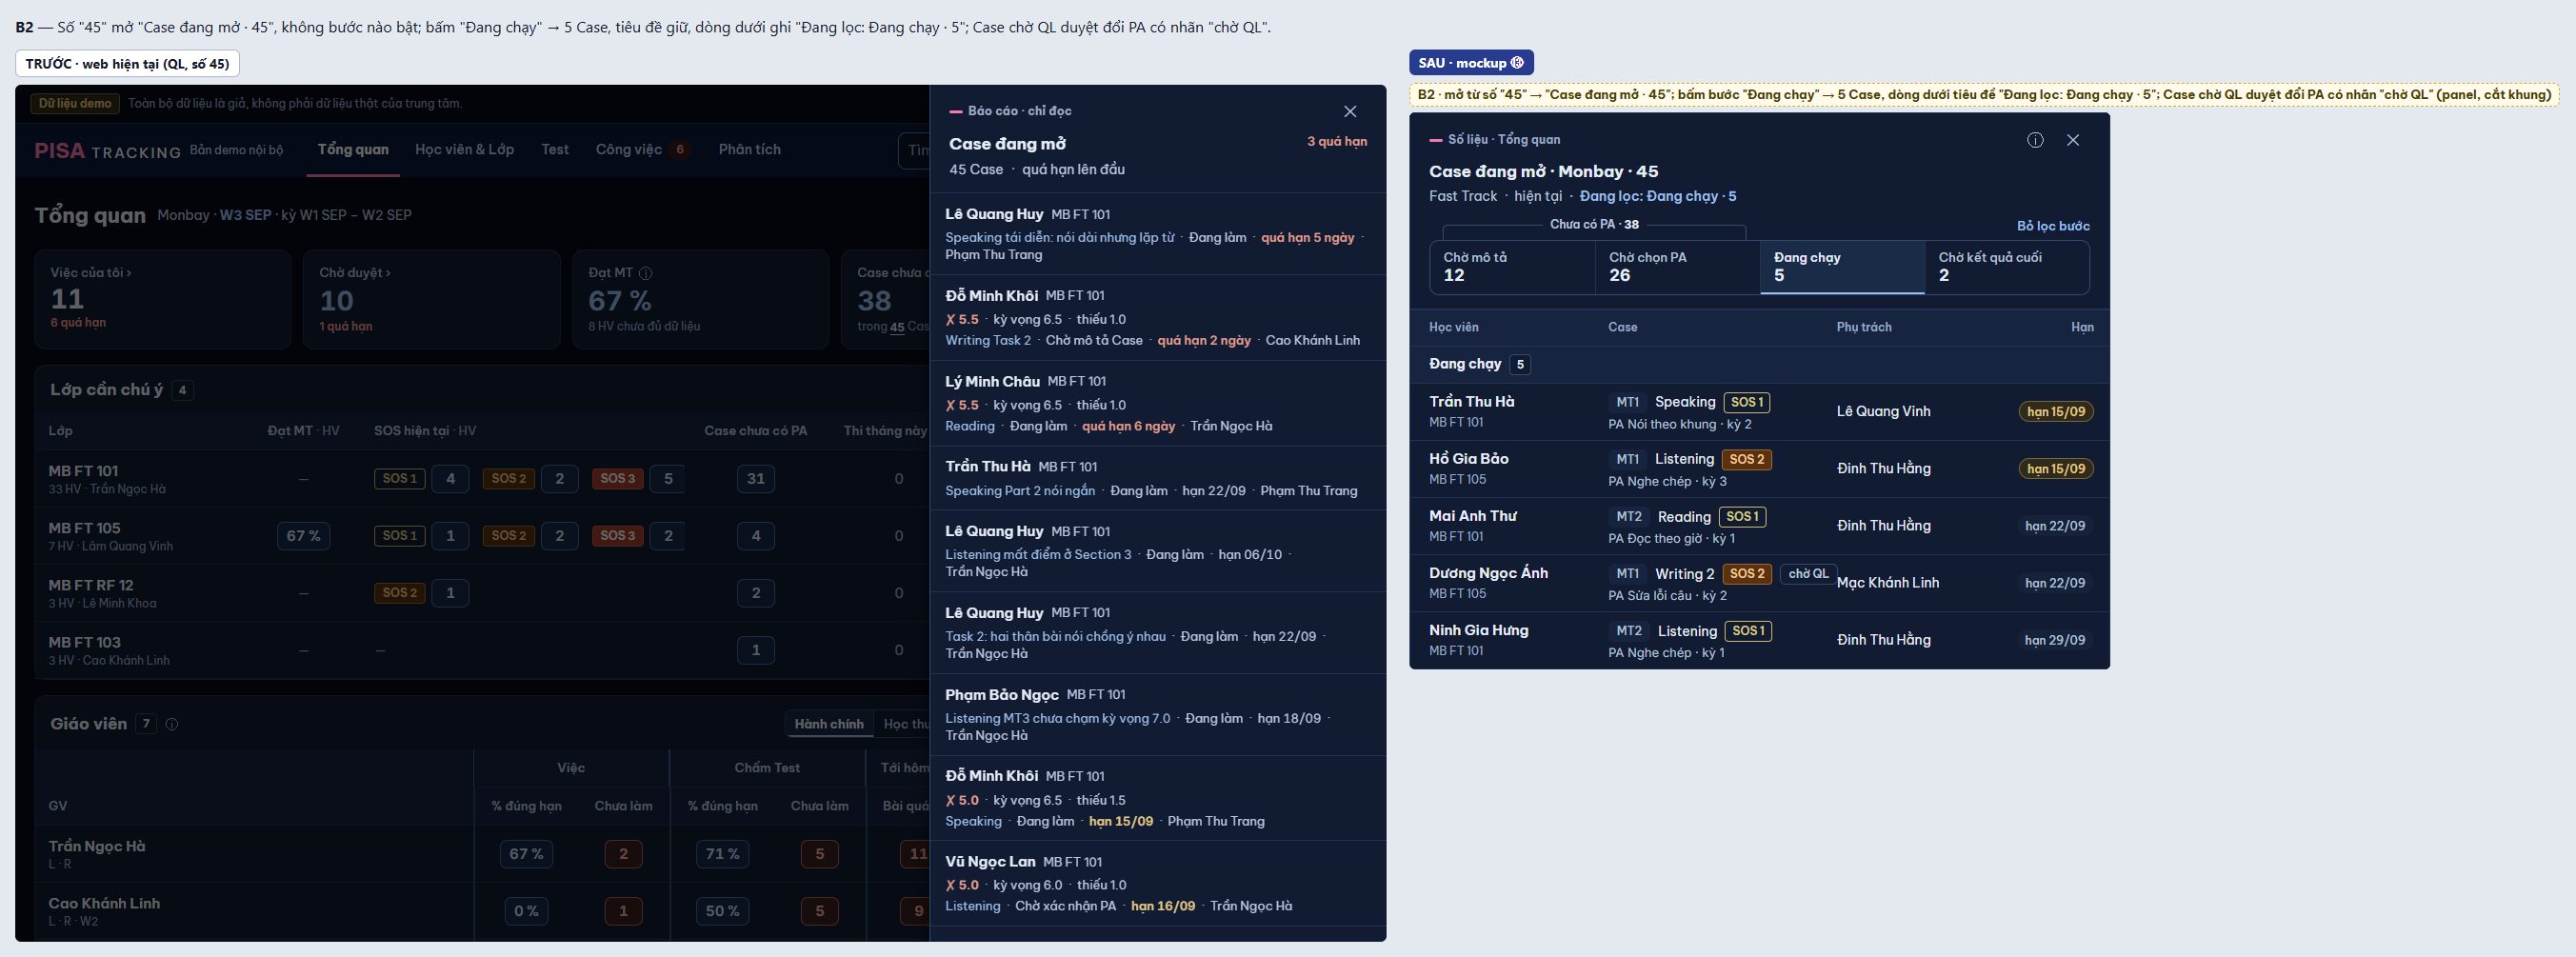 B2 — Số "45" mở "Case đang mở · 45", không bước nào bật; bấm "Đang chạy" → 5 Case, tiêu đề giữ, dòng dưới ghi "Đang lọc: Đang chạy · 5"; Case chờ QL duyệt đổi PA có nhãn "chờ QL".
TRƯỚC · web hiện tại (QL, số 45)
Dữ liệu demo Toàn bộ dữ liệu là giả, không phải dữ liệu thật của trung tâm.
PISA TRACKING Bản demo nội bộ Tổng quan Học viên & Lớp Test Công việc 6 Phân tích
Tổng quan Monbay · W3 SEP · kỳ W1 SEP – W2 SEP
Việc của tôi › Chờ duyệt › Đạt MT ⓘ
11 10 67 % 38
6 quá hạn 1 quá hạn 8 HV chưa đủ dữ liệu trong 45
Lớp cần chú ý 4
Lớp Đạt MT · HV SOS hiện tại · HV Case chưa có PA Thi tháng này
MB FT 101 — SOS 1 4 SOS 2 2 SOS 3 5 31 0
33 HV · Trần Ngọc Hà
MB FT 105 67 % SOS 1 1 SOS 2 2 SOS 3 2 4 0
7 HV · Lâm Quang Vinh
MB FT RF 12 — SOS 2 1 2 0
3 HV · Lê Minh Khoa
MB FT 103 — — 1 0
3 HV · Cao Khánh Linh
Giáo viên 7 ⓘ Hành chính
Việc Chấm Test
GV % đúng hạn Chưa làm % đúng hạn Chưa làm
Trần Ngọc Hà 67 % 2 71 % 5 11
L · R
Cao Khánh Linh 0 % 1 50 % 5 9
L · R · W2
Báo cáo · chỉ đọc
Case đang mở 3 quá hạn
45 Case · quá hạn lên đầu
Lê Quang Huy MB FT 101
Speaking tái diễn: nói dài nhưng lặp từ · Đang làm · quá hạn 5 ngày ·
Phạm Thu Trang
Đỗ Minh Khôi MB FT 101
✗ 5.5 · kỳ vọng 6.5 · thiếu 1.0
Writing Task 2 · Chờ mô tả Case · quá hạn 2 ngày · Cao Khánh Linh
Lý Minh Châu MB FT 101
✗ 5.5 · kỳ vọng 6.5 · thiếu 1.0
Reading · Đang làm · quá hạn 6 ngày · Trần Ngọc Hà
Trần Thu Hà MB FT 101
Speaking Part 2 nói ngắn · Đang làm · hạn 22/09 · Phạm Thu Trang
Lê Quang Huy MB FT 101
Listening mất điểm ở Section 3 · Đang làm · hạn 06/10 ·
Trần Ngọc Hà
Lê Quang Huy MB FT 101
Task 2: hai thân bài nói chồng ý nhau · Đang làm · hạn 22/09 ·
Trần Ngọc Hà
Phạm Bảo Ngọc MB FT 101
Listening MT3 chưa chạm kỳ vọng 7.0 · Đang làm · hạn 18/09 ·
Trần Ngọc Hà
Đỗ Minh Khôi MB FT 101
✗ 5.0 · kỳ vọng 6.5 · thiếu 1.5
Speaking · Đang làm · hạn 15/09 · Phạm Thu Trang
Vũ Ngọc Lan MB FT 101
✗ 5.0 · kỳ vọng 6.0 · thiếu 1.0
Listening · Chờ xác nhận PA · hạn 16/09 · Trần Ngọc Hà
SAU · mockup
B2 · mở từ số "45" → "Case đang mở · 45"; bấm bước "Đang chạy" → 5 Case, dòng dưới tiêu đề "Đang lọc: Đang chạy · 5"; Case chờ QL duyệt đổi PA có nhãn "chờ QL" (panel, cắt khung)
Số liệu · Tổng quan
Case đang mở · Monbay · 45
Fast Track · hiện tại · Đang lọc: Đang chạy · 5
Chưa có PA · 38 Bỏ lọc bước
Chờ mô tả Chờ chọn PA Đang chạy Chờ kết quả cuối
12 26 5 2
Học viên Case Phụ trách Hạn
Đang chạy 5
Trần Thu Hà MT1 Speaking SOS 1 Lê Quang Vinh hạn 15/09
MB FT 101 PA Nói theo khung · kỳ 2
Hồ Gia Bảo MT1 Listening SOS 2 Đinh Thu Hằng hạn 15/09
MB FT 105 PA Nghe chép · kỳ 3
Mai Anh Thư MT2 Reading SOS 1 Đinh Thu Hằng hạn 22/09
MB FT 101 PA Đọc theo giờ · kỳ 1
Dương Ngọc Ánh MT1 Writing 2 SOS 2 chờ QL Mạc Khánh Linh hạn 22/09
MB FT 105 PA Sửa lỗi câu · kỳ 2
Ninh Gia Hưng MT2 Listening SOS 1 Đinh Thu Hằng hạn 29/09
MB FT 101 PA Nghe chép · kỳ 1